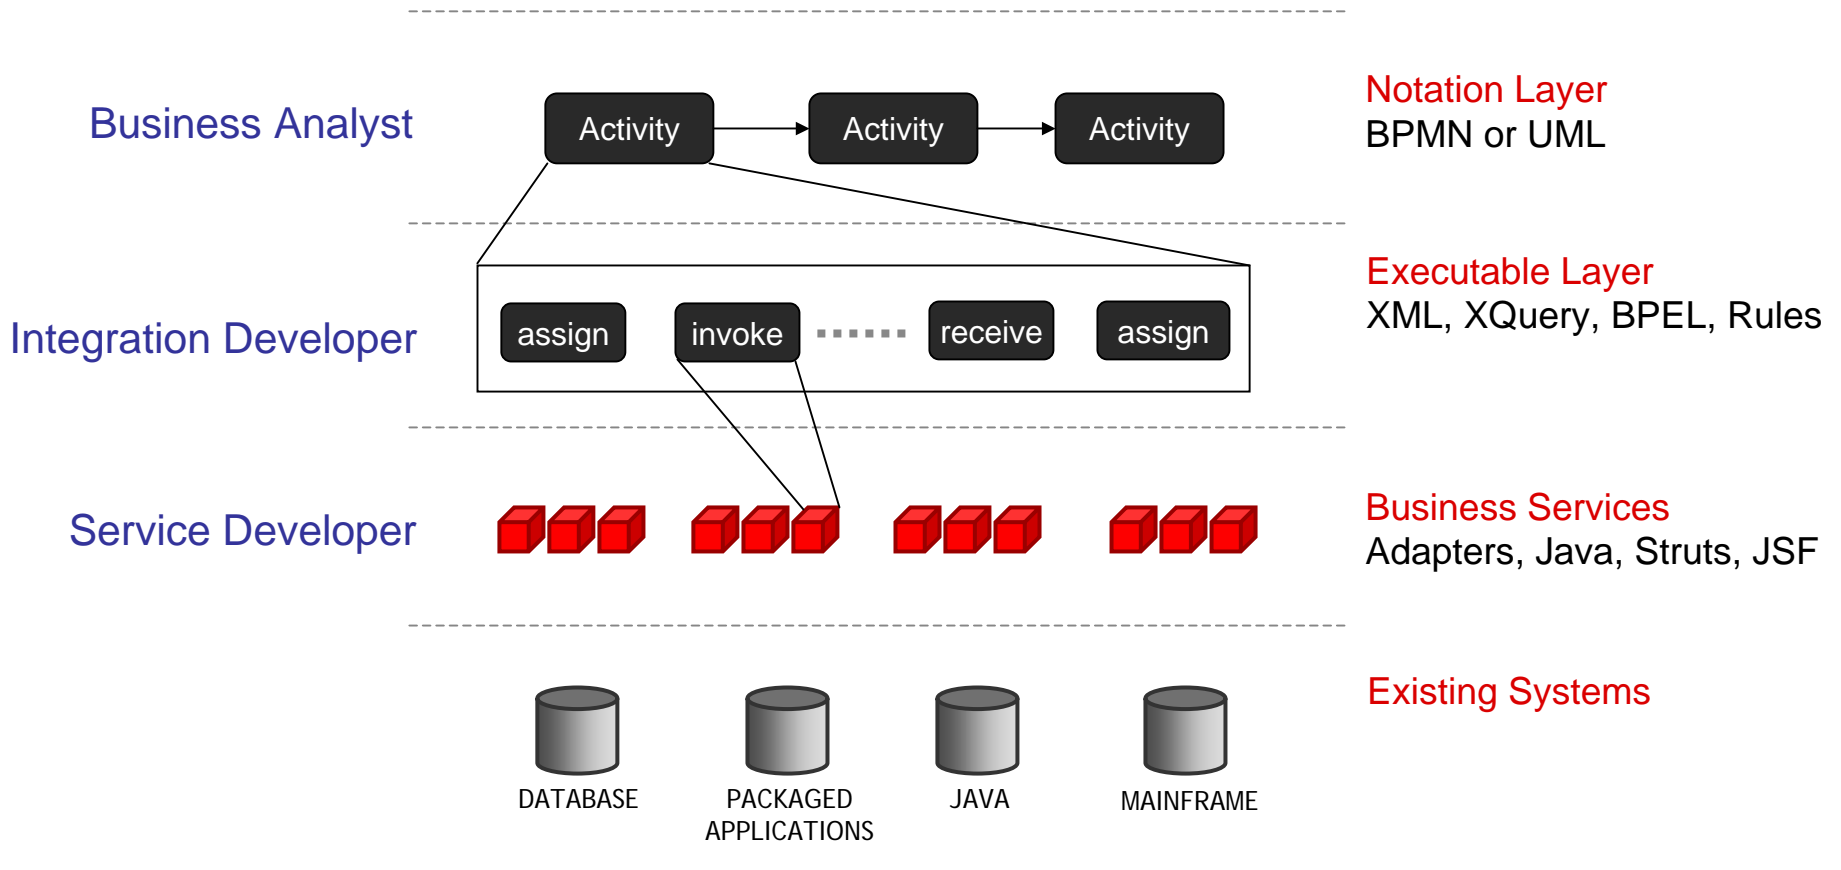 Business Analyst
Activity
Activity
Activity
Notation Layer
BPMN or UML
Integration Developer
assign
invoke
receive
assign
Executable Layer
XML, XQuery, BPEL, Rules
Service Developer
Business Services
Adapters, Java, Struts, JSF
Existing Systems
DATABASE
PACKAGED
APPLICATIONS
JAVA
MAINFRAME